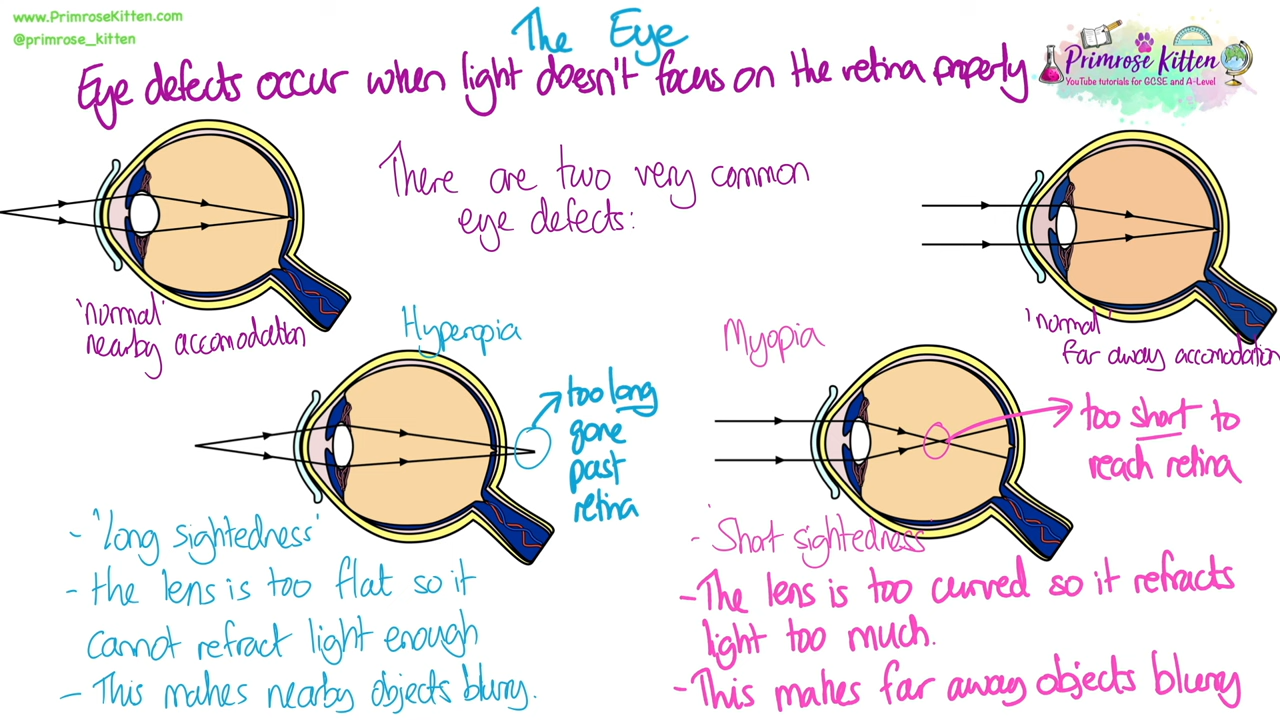 www.PrimroseKitten.com
@primrose_kitten
The Eye
Eye defects occur when light doesn't focus on the retina properly
Primrose Kitten
YouTube tutorials for GCSE and A-Level
There are two very common
eye defects:
'normal'
nearby accomodation
'normal'
far away accomodation
Hyperopia
too long
gone
past
retina
- 'long sightedness'
- the lens is too flat so it
cannot refract light enough
- This makes nearby objects blurry.
Myopia
too short to
reach retina
- 'Short sightedness
- The lens is too curved so it refracts
light too much.
- This makes far away objects blurry